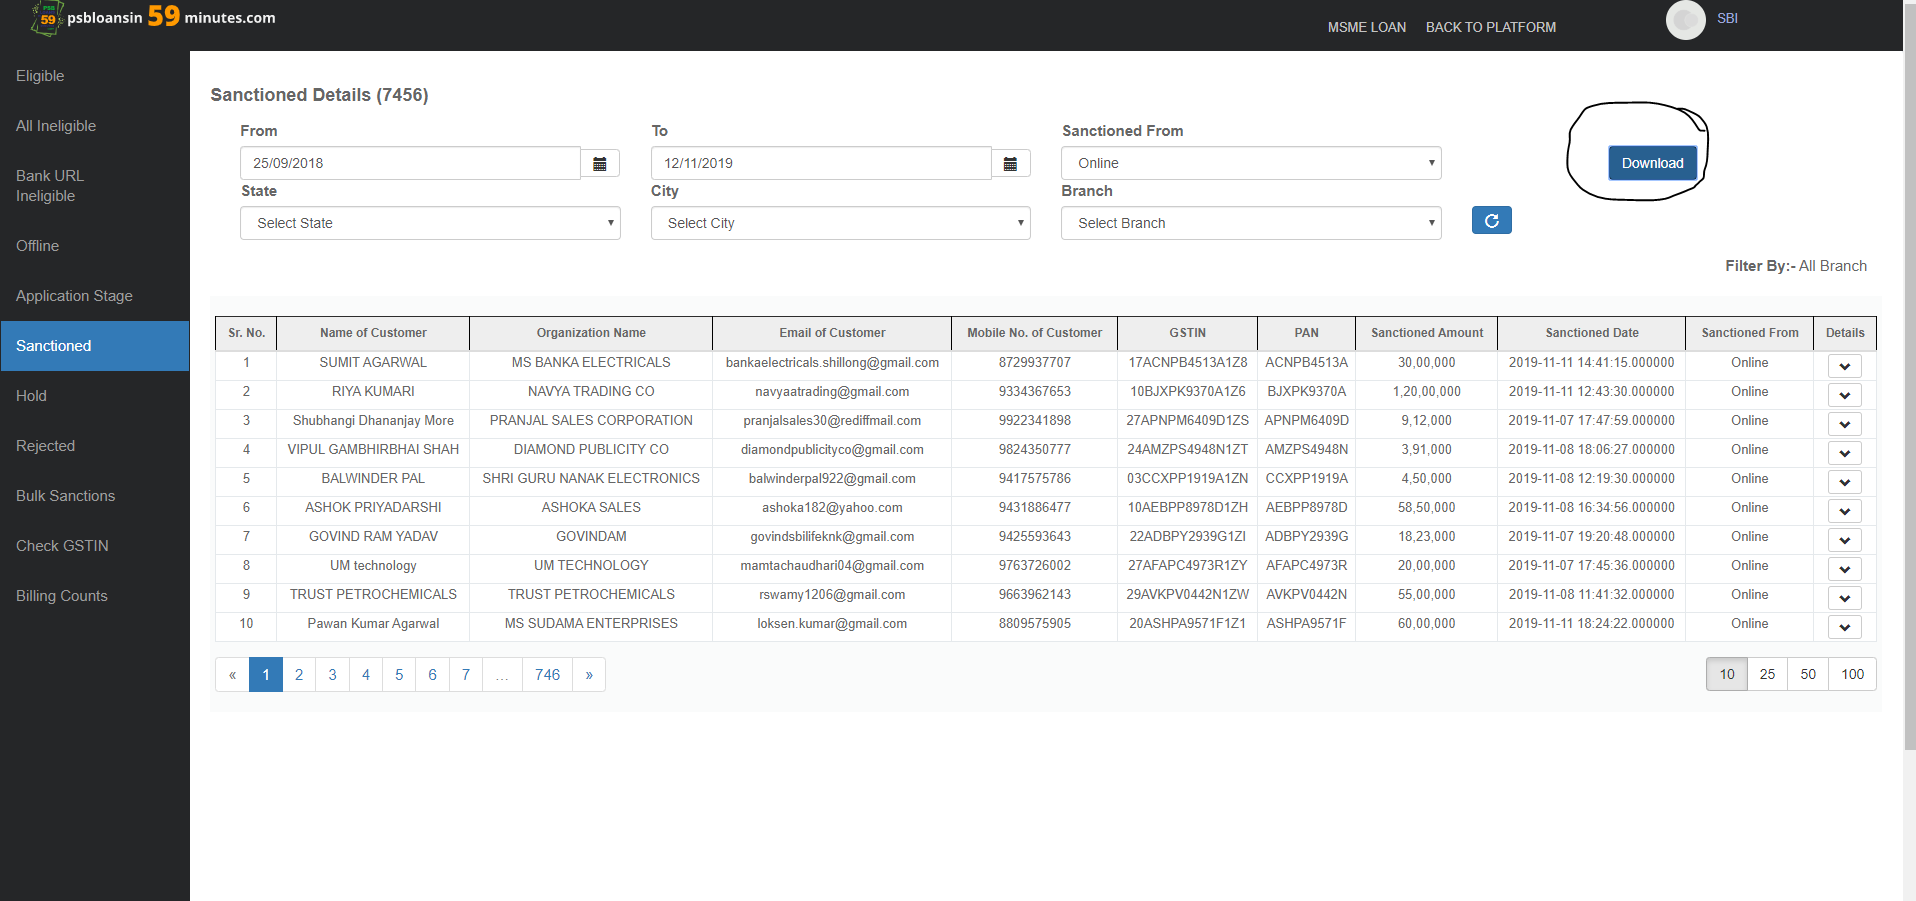 psbloansin 59 minutes.com
MSME LOAN BACK TO PLATFORM SBI
Eligible
All Ineligible
Bank URL
Ineligible
Offline
Application Stage
Sanctioned
Hold
Rejected
Bulk Sanctions
Check GSTIN
Billing Counts
Sanctioned Details (7456)
From To Sanctioned From
25/09/2018 12/11/2019 Online Download
State City Branch
Select State Select City Select Branch
Filter By:- All Branch
Sr. No. Name of Customer Organization Name Email of Customer Mobile No. of Customer GSTIN PAN Sanctioned Amount Sanctioned Date Sanctioned From Details
1 SUMIT AGARWAL MS BANKA ELECTRICALS bankaelectricals.shillong@gmail.com 8729937707 17ACNPB4513A1Z8 ACNPB4513A 30,00,000 2019-11-11 14:41:15.000000 Online
2 RIYA KUMARI NAVYA TRADING CO navyaatrading@gmail.com 9334367653 10BJXPK9370A1Z6 BJXPK9370A 1,20,00,000 2019-11-11 12:43:30.000000 Online
3 Shubhangi Dhananjay More PRANJAL SALES CORPORATION pranjalsales30@rediffmail.com 9922341898 27APNPM6409D1ZS APNPM6409D 9,12,000 2019-11-07 17:47:59.000000 Online
4 VIPUL GAMBHIRBHAI SHAH DIAMOND PUBLICITY CO diamondpublicityco@gmail.com 9824350777 24AMZPS4948N1ZT AMZPS4948N 3,91,000 2019-11-08 18:06:27.000000 Online
5 BALWINDER PAL SHRI GURU NANAK ELECTRONICS balwinderpal922@gmail.com 9417575786 03CCXPP1919A1ZN CCXPP1919A 4,50,000 2019-11-08 12:19:30.000000 Online
6 ASHOK PRIYADARSHI ASHOKA SALES ashoka182@yahoo.com 9431886477 10AEBPP8978D1ZH AEBPP8978D 58,50,000 2019-11-08 16:34:56.000000 Online
7 GOVIND RAM YADAV GOVINDAM govindsbilifeknk@gmail.com 9425593643 22ADBPY2939G1ZI ADBPY2939G 18,23,000 2019-11-07 19:20:48.000000 Online
8 UM technology UM TECHNOLOGY mamtachaudhari04@gmail.com 9763726002 27AFAPC4973R1ZY AFAPC4973R 20,00,000 2019-11-07 17:45:36.000000 Online
9 TRUST PETROCHEMICALS TRUST PETROCHEMICALS rswamy1206@gmail.com 9663962143 29AVKPV0442N1ZW AVKPV0442N 55,00,000 2019-11-08 11:41:32.000000 Online
10 Pawan Kumar Agarwal MS SUDAMA ENTERPRISES loksen.kumar@gmail.com 8809575905 20ASHPA9571F1Z1 ASHPA9571F 60,00,000 2019-11-11 18:24:22.000000 Online
« 1 2 3 4 5 6 7 ... 746 » 10 25 50 100